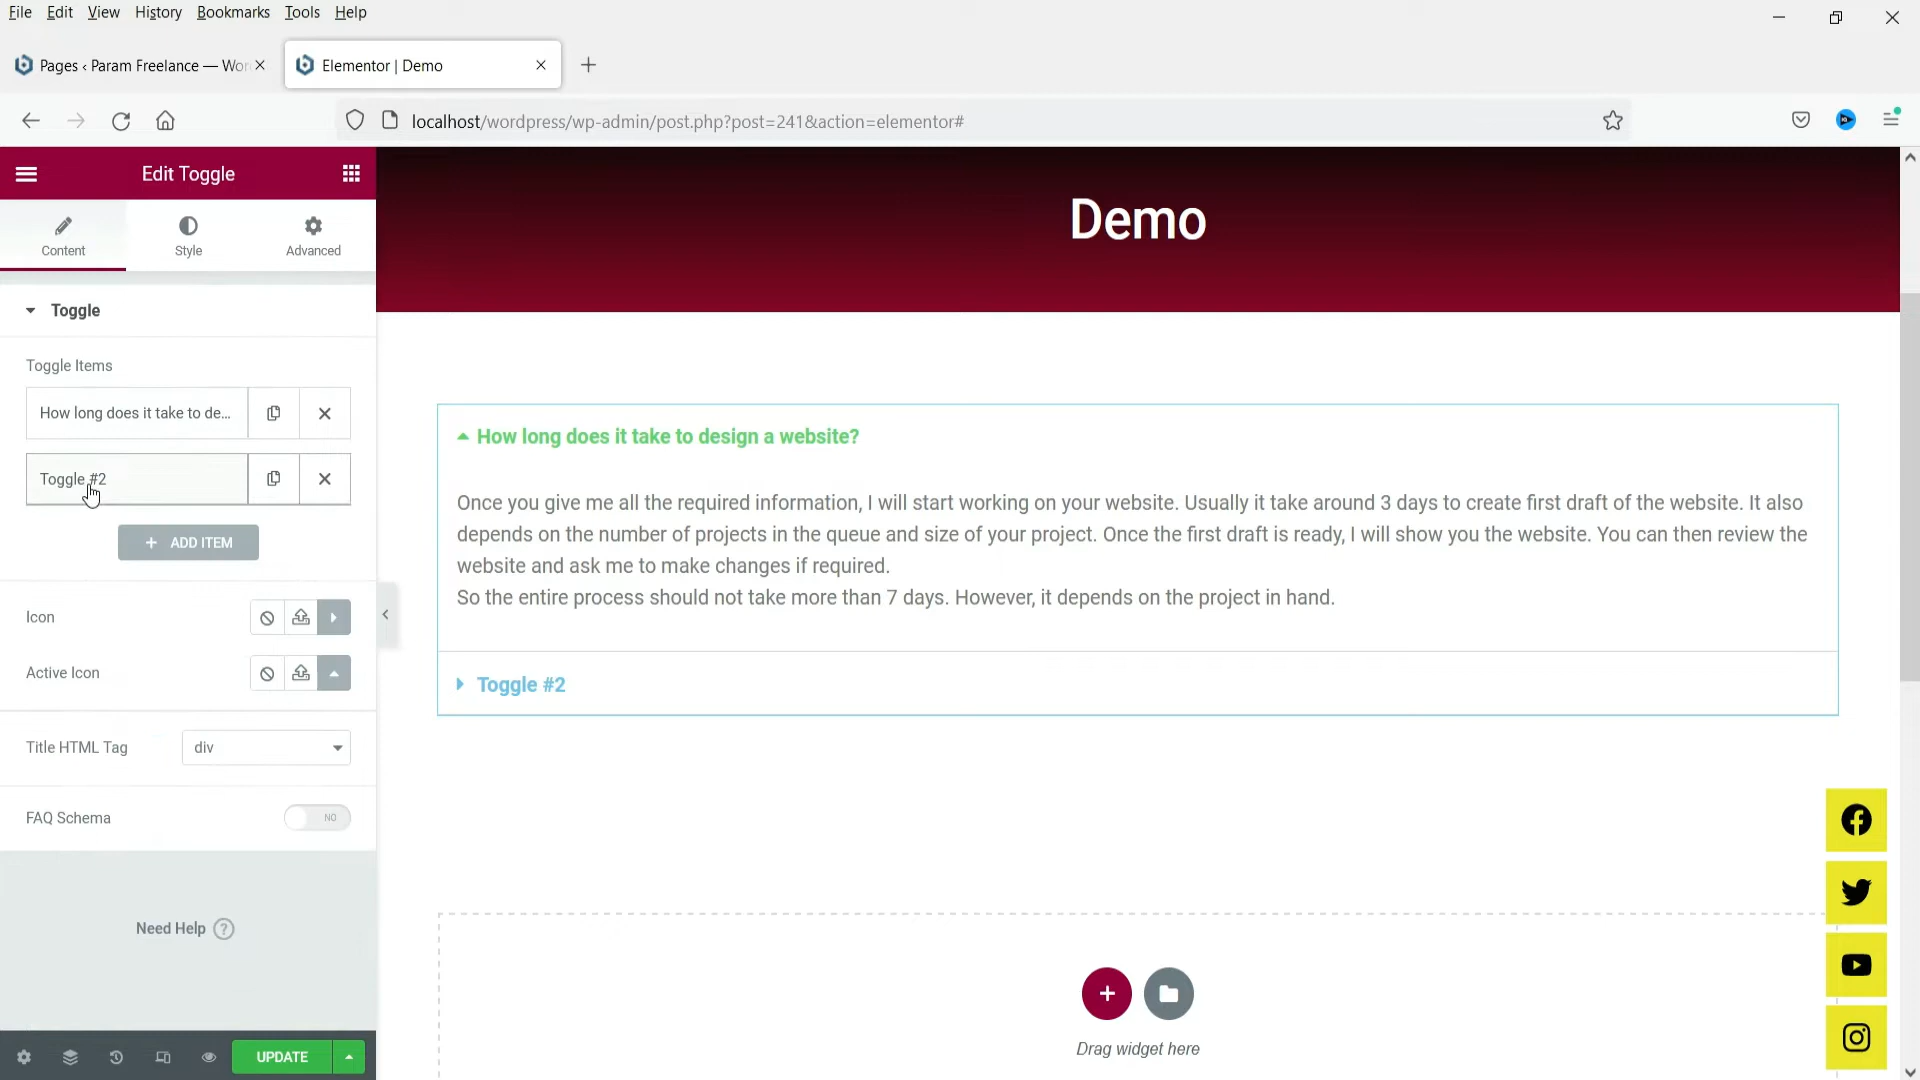 File Edit View History Bookmarks Tools Help
Pages ‹ Param Freelance — Wor
Elementor | Demo
localhost/wordpress/wp-admin/post.php?post=241&action=elementor#
Edit Toggle
Content
Style
Advanced
Toggle
Toggle Items
How long does it take to de...
Toggle #2
ADD ITEM
Icon
Active Icon
Title HTML Tag
div
FAQ Schema
NO
Need Help ?
UPDATE
Demo
How long does it take to design a website?
Once you give me all the required information, I will start working on your website. Usually it take around 3 days to create first draft of the website. It also
depends on the number of projects in the queue and size of your project. Once the first draft is ready, I will show you the website. You can then review the
website and ask me to make changes if required.
So the entire process should not take more than 7 days. However, it depends on the project in hand.
Toggle #2
Drag widget here